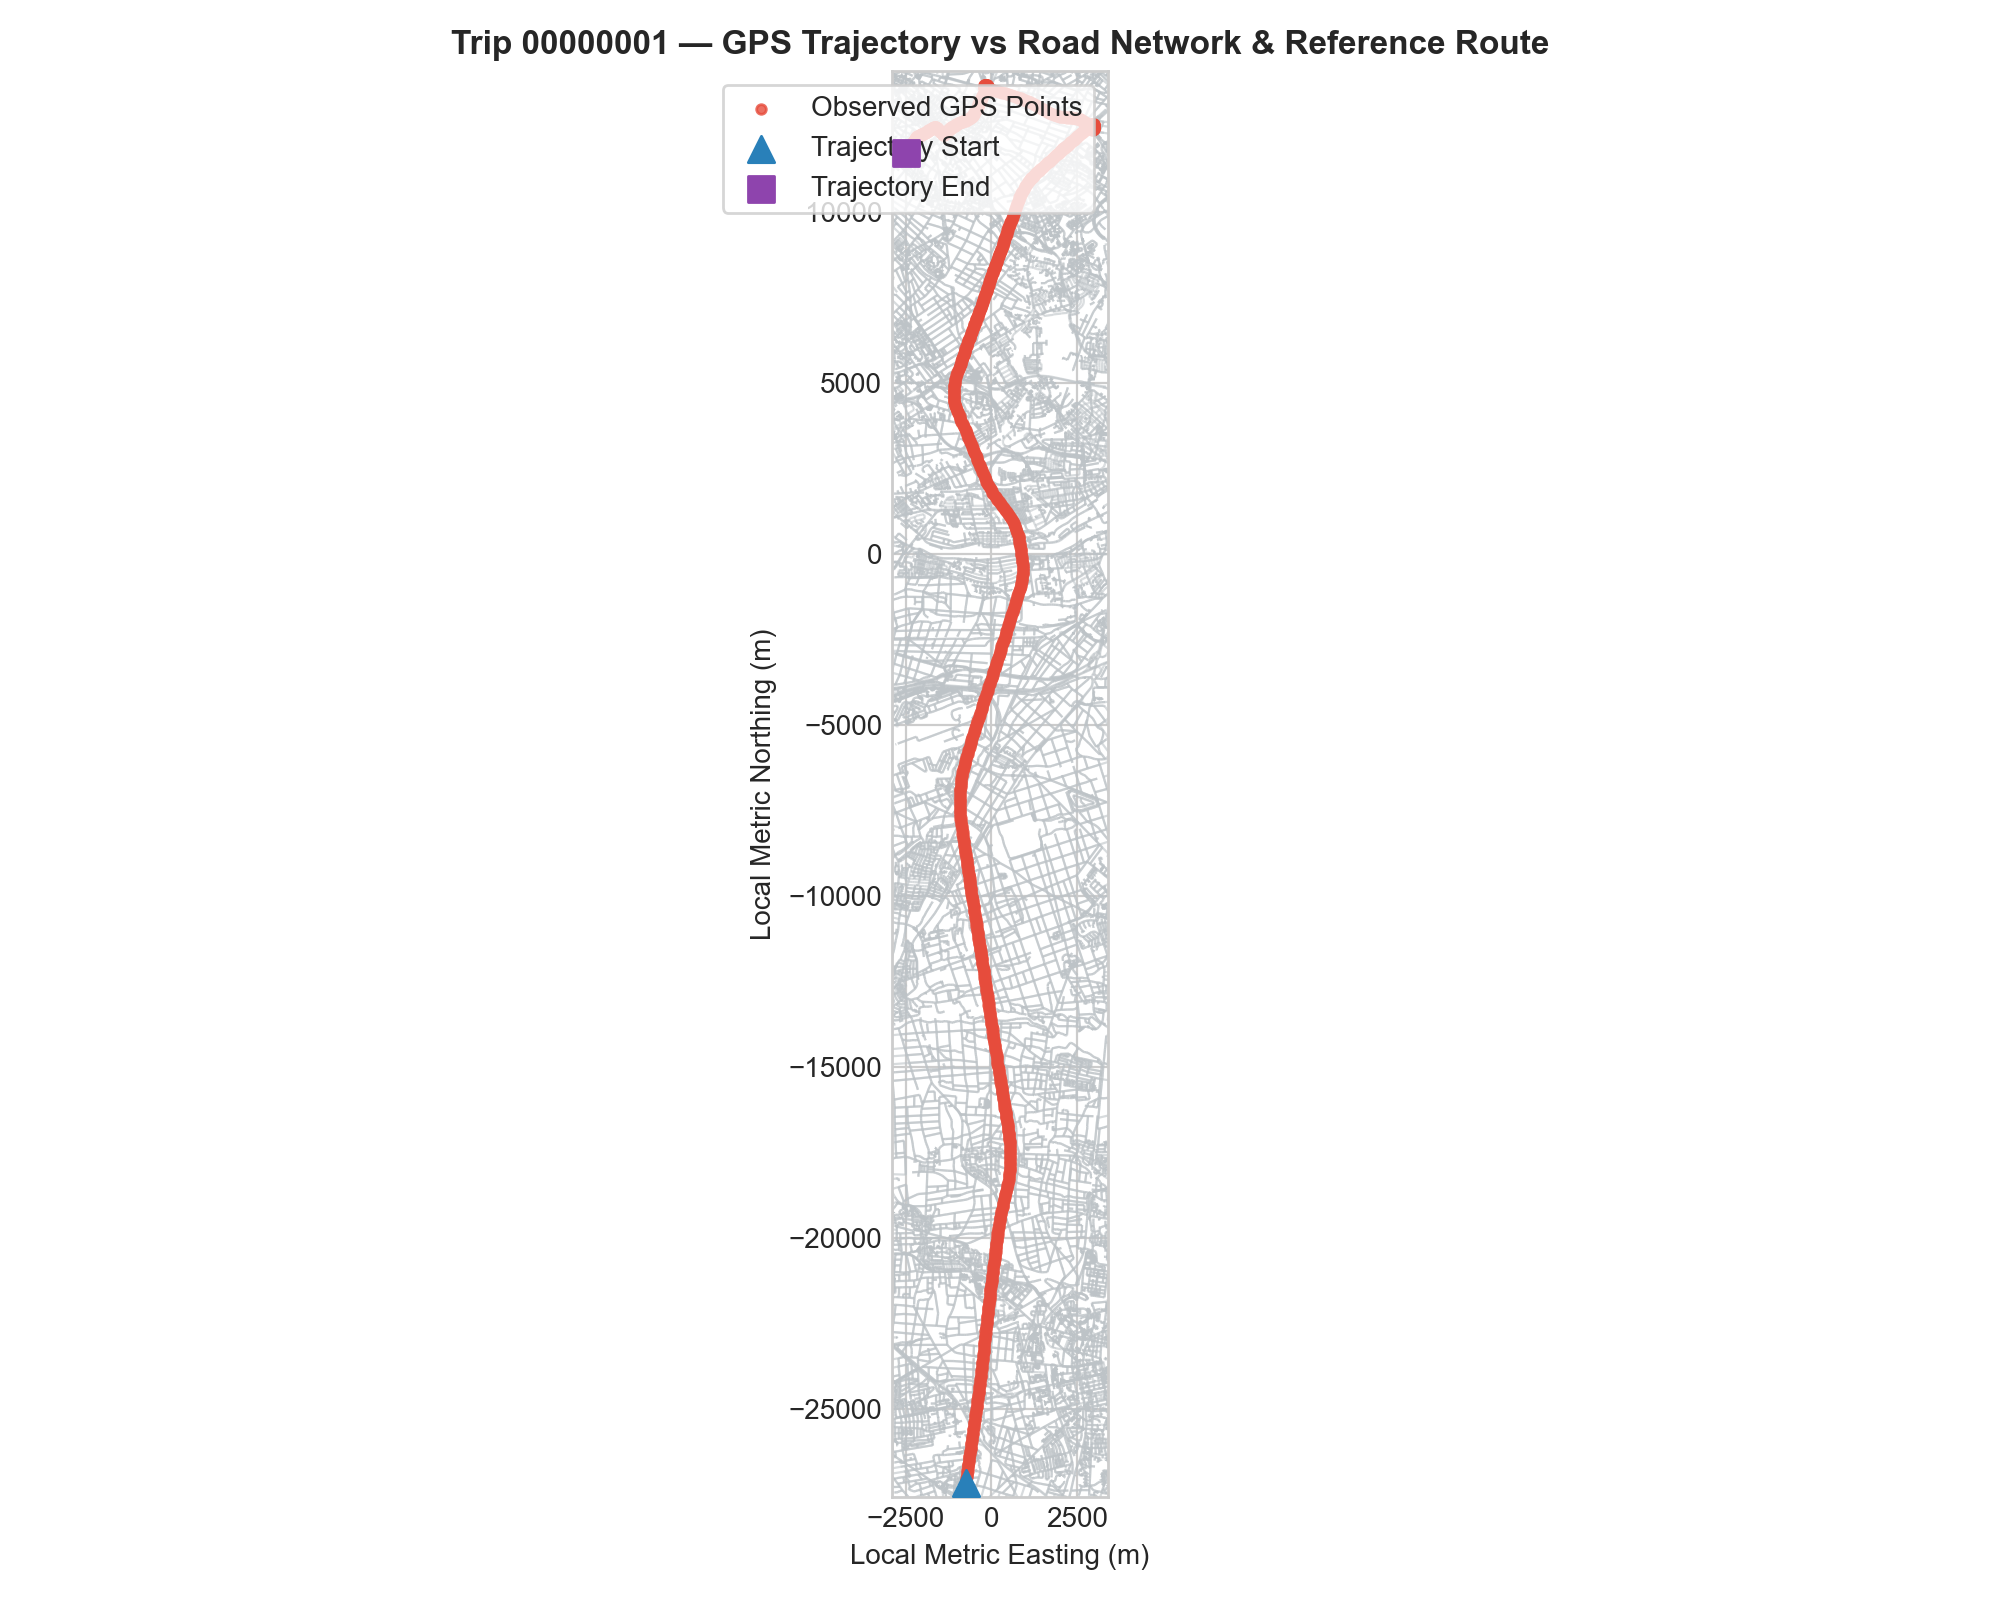 Trip 00000001 — GPS Trajectory vs Road Network & Reference Route
Observed GPS Points
Trajectory Start
Trajectory End
10000
5000
0
−5000
−10000
−15000
−20000
−25000
Local Metric Northing (m)
−2500 0 2500
Local Metric Easting (m)